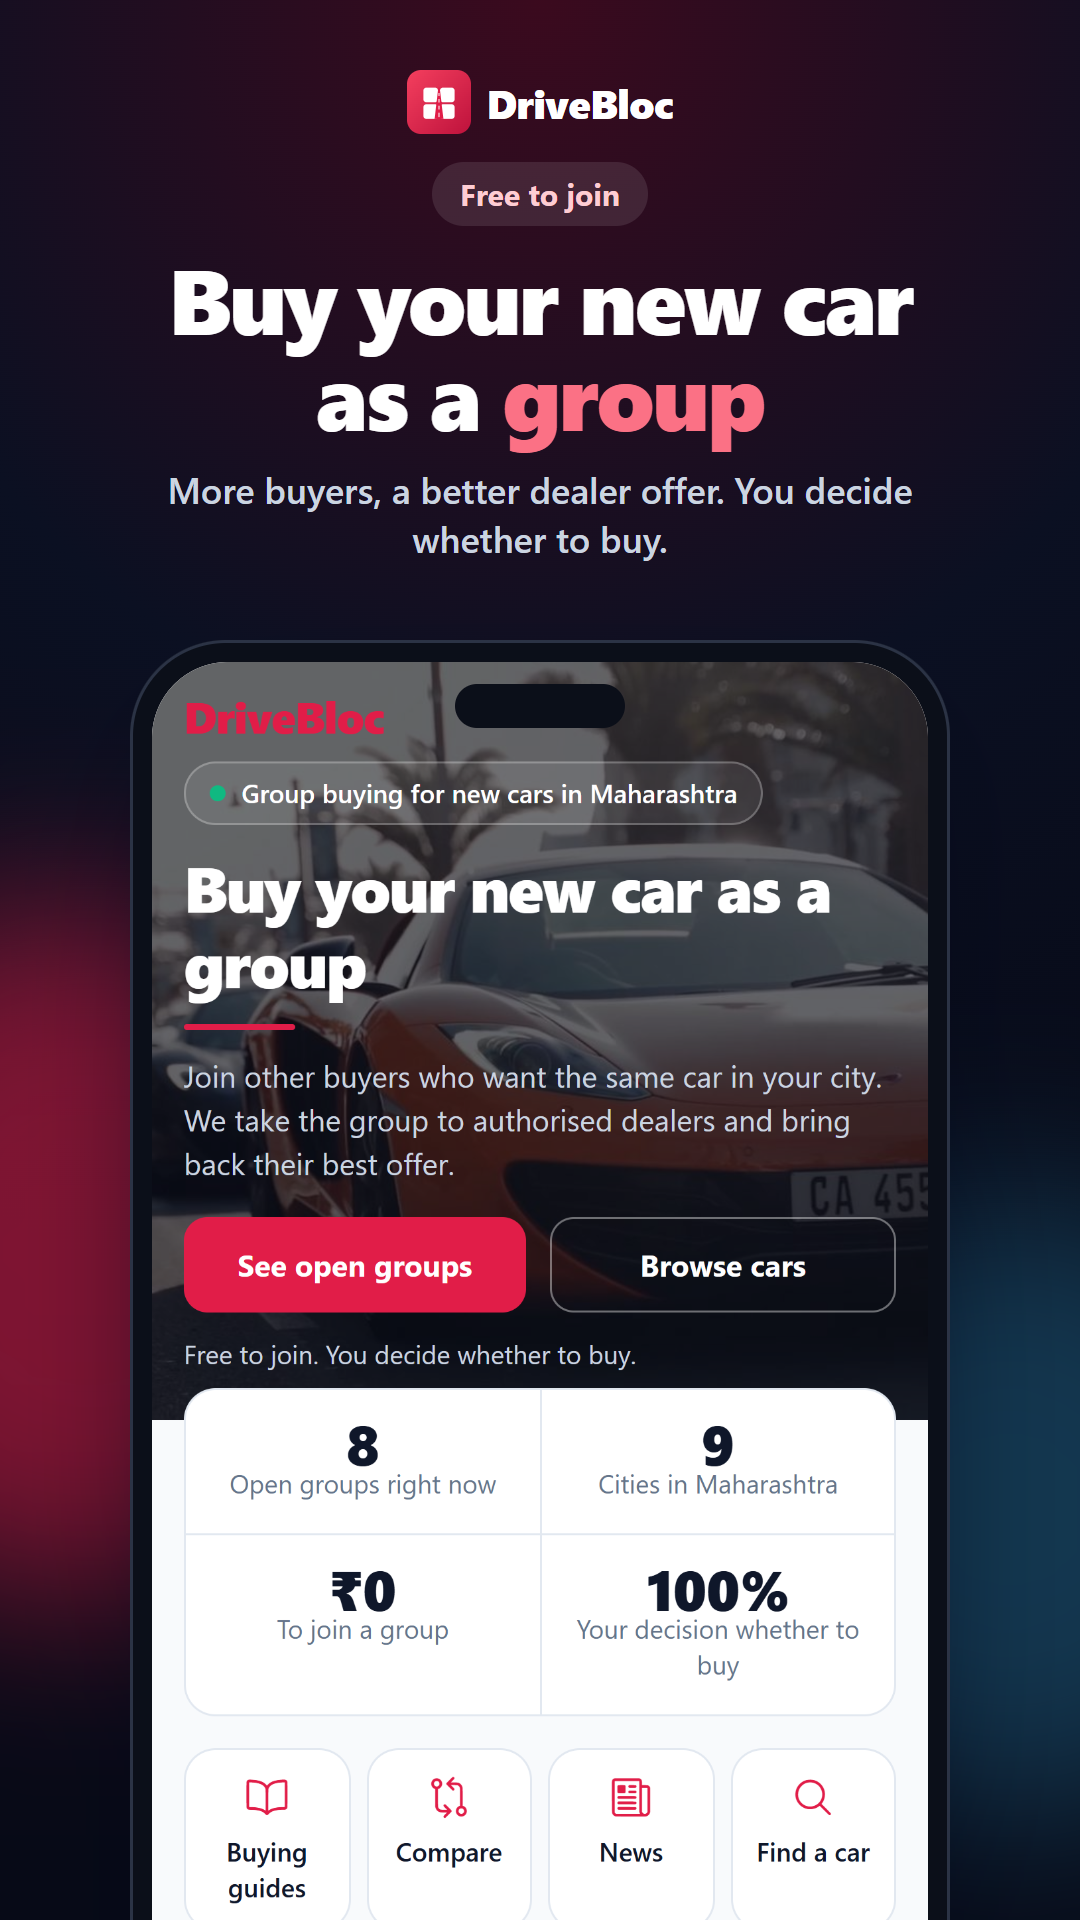 DriveBloc
Free to join
Buy your new car
as a group
More buyers, a better dealer offer. You decide
whether to buy.
DriveBloc
Group buying for new cars in Maharashtra
Buy your new car as a
group
Join other buyers who want the same car in your city.
We take the group to authorised dealers and bring
back their best offer.
CA 455
See open groups
Browse cars
Free to join. You decide whether to buy.
8
Open groups right now
9
Cities in Maharashtra
₹0
To join a group
100%
Your decision whether to
buy
Buying
guides
Compare
News
Find a car